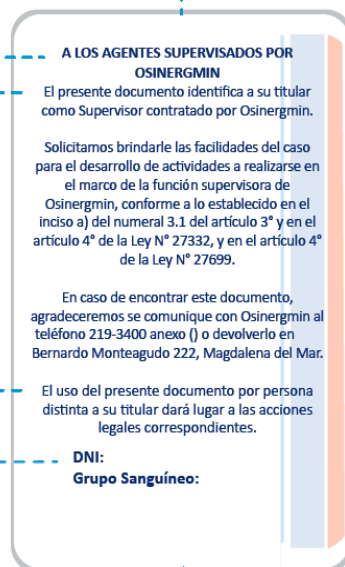 A LOS AGENTES SUPERVISADOS POR
OSINERGMIN
El presente documento identifica a su titular
como Supervisor contratado por Osinergmin.
Solicitamos brindarle las facilidades del caso
para el desarrollo de actividades a realizarse en
el marco de la función supervisora de
Osinergmin, conforme a lo establecido en el
inciso a) del numeral 3.1 del artículo 3° y en el
artículo 4° de la Ley N° 27332, y en el artículo 4°
de la Ley N° 27699.
En caso de encontrar este documento,
agradeceremos se comunique con Osinergmin al
teléfono 219-3400 anexo () o devolverlo en
Bernardo Monteagudo 222, Magdalena del Mar.
El uso del presente documento por persona
distinta a su titular dará lugar a las acciones
legales correspondientes.
DNI:
Grupo Sanguíneo: